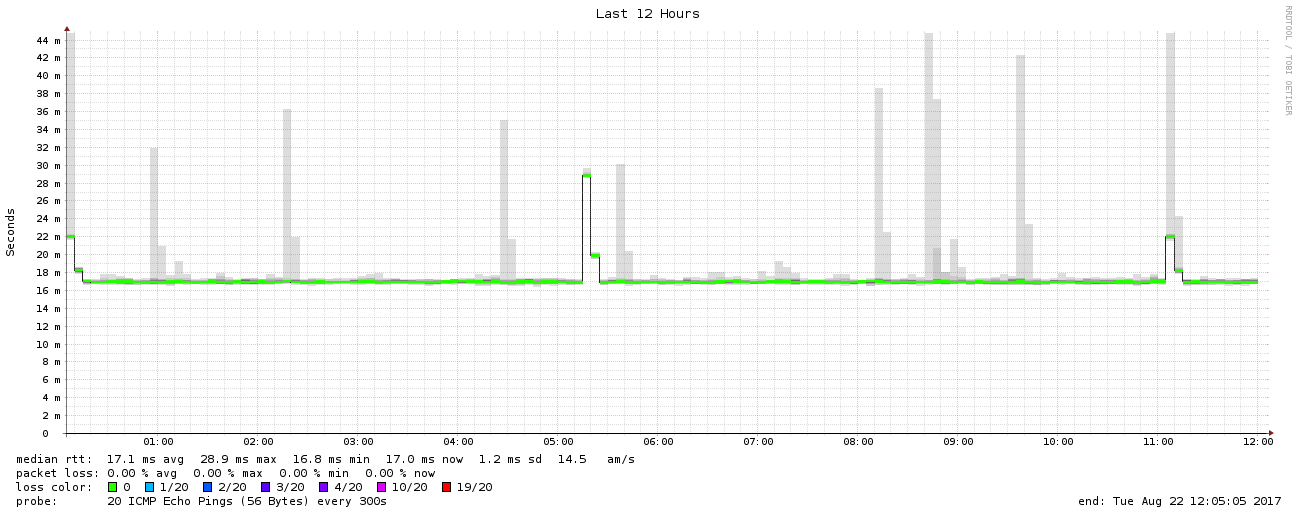 Last 12 Hours
RRDTOOL / TOBI OETIKER
Seconds
44 m
42 m
40 m
38 m
36 m
34 m
32 m
30 m
28 m
26 m
24 m
22 m
20 m
18 m
16 m
14 m
12 m
10 m
8 m
6 m
4 m
2 m
0
01:00 02:00 03:00 04:00 05:00 06:00 07:00 08:00 09:00 10:00 11:00 12:00
median rtt: 17.1 ms avg 28.9 ms max 16.8 ms min 17.0 ms now 1.2 ms sd 14.5 am/s
packet loss: 0.00 % avg 0.00 % max 0.00 % min 0.00 % now
loss color: 0 1/20 2/20 3/20 4/20 10/20 19/20
probe: 20 ICMP Echo Pings (56 Bytes) every 300s end: Tue Aug 22 12:05:05 2017